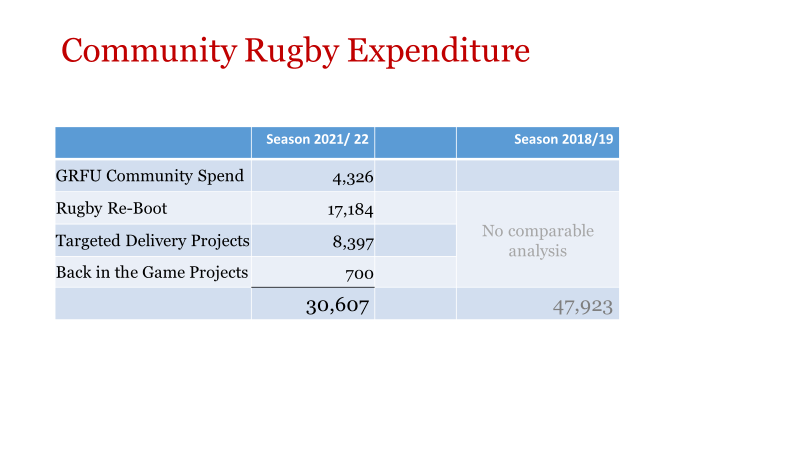 Community Rugby Expenditure
Season 2021/ 22 Season 2018/19
GRFU Community Spend 4,326
Rugby Re-Boot 17,184
Targeted Delivery Projects 8,397
No comparable
analysis
Back in the Game Projects 700
30,607 47,923